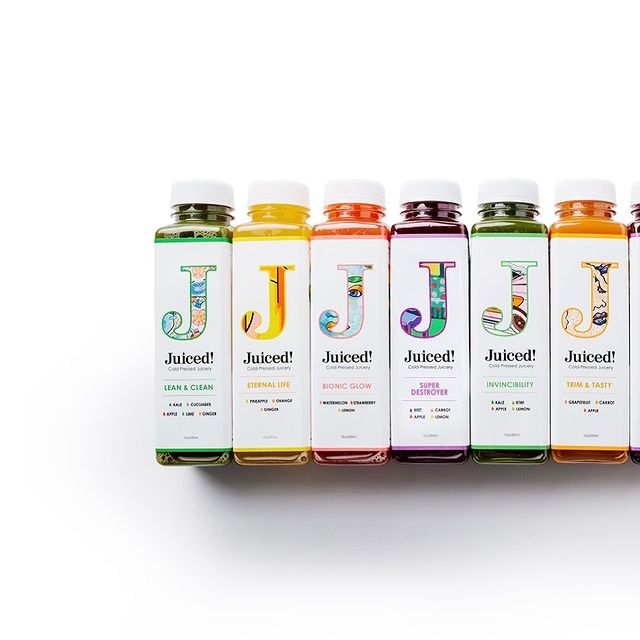 J
Juiced!
Cold-Pressed Juicery
LEAN & CLEAN
KALE CUCUMBER
APPLE LIME GINGER
J
Juiced!
Cold-Pressed Juicery
ETERNAL LIFE
PINEAPPLE ORANGE
GINGER
J
Juiced!
Cold-Pressed Juicery
BIONIC GLOW
WATERMELON STRAWBERRY
LEMON
J
Juiced!
Cold-Pressed Juicery
SUPER
DESTROYER
BEET CARROT
APPLE LEMON
J
Juiced!
Cold-Pressed Juicery
INVINCIBILITY
KALE KIWI
APPLE LEMON
J
Juiced!
Cold-Pressed Juicery
TRIM & TASTY
GRAPEFRUIT CARROT
APPLE